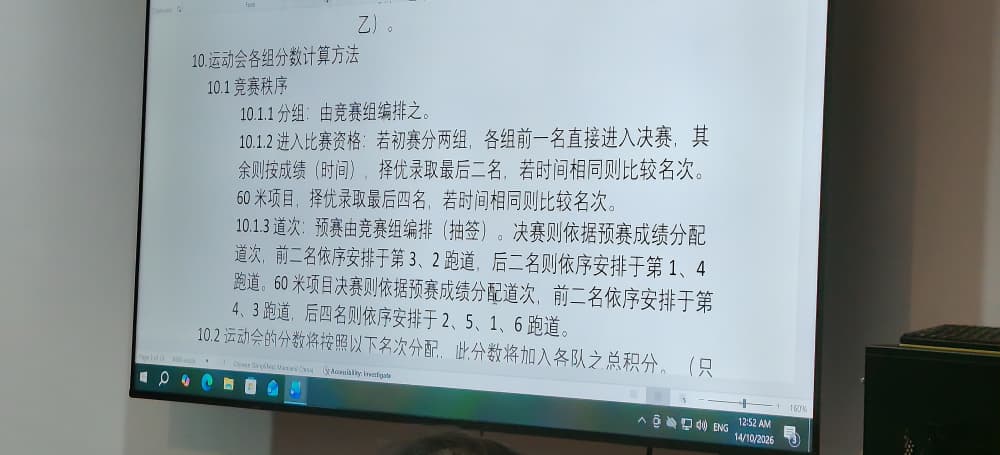 乙）。
10.运动会各组分数计算方法
10.1 竞赛秩序
10.1.1 分组：由竞赛组编排之。
10.1.2 进入比赛资格：若初赛分两组，各组前一名直接进入决赛，其
余则按成绩（时间），择优录取最后二名，若时间相同则比较名次。
60 米项目，择优录取最后四名，若时间相同则比较名次。
10.1.3 道次：预赛由竞赛组编排（抽签）。决赛则依据预赛成绩分配
道次，前二名依序安排于第 3、2 跑道，后二名则依序安排于第 1、4
跑道。60 米项目决赛则依据预赛成绩分配道次，前二名依序安排于第
4、3 跑道，后四名则依序安排于 2、5、1、6 跑道。
10.2 运动会的分数将按照以下名次分配，此分数将加入各队之总积分。（只
Accessibility: Investigate
160%
ENG
12:52 AM
14/10/2026
3